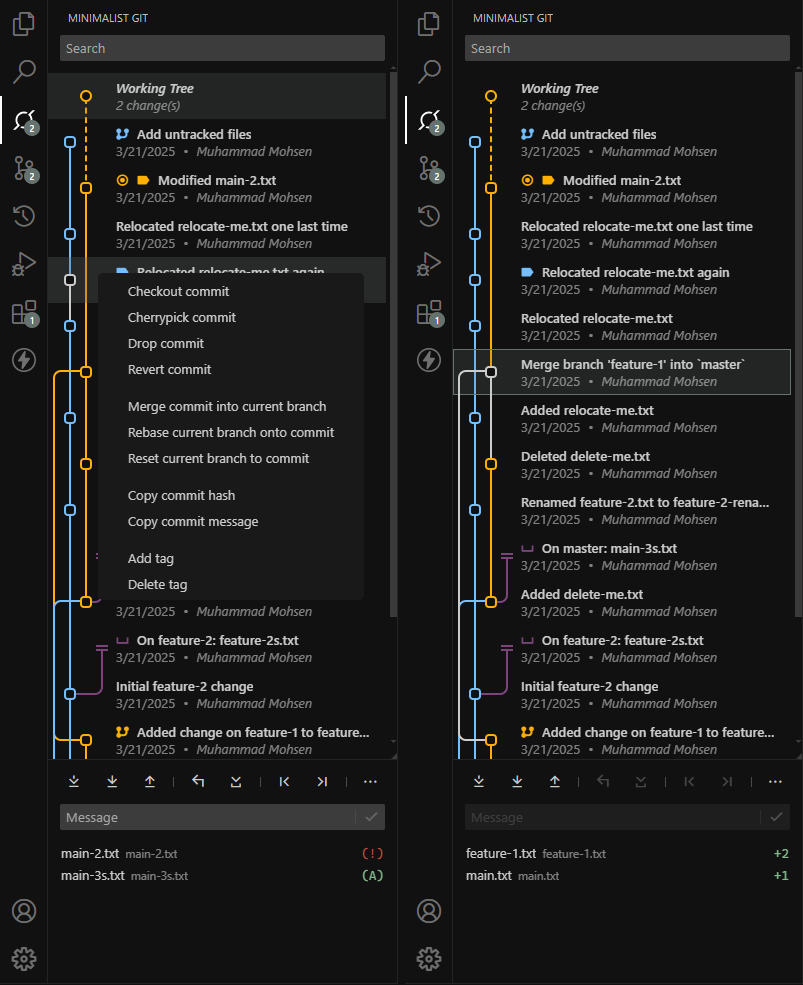 MINIMALIST GIT
Search
Working Tree
2 change(s)
Add untracked files
3/21/2025 • Muhammad Mohsen
2
Modified main-2.txt
3/21/2025 • Muhammad Mohsen
2
Relocated relocate-me.txt one last time
3/21/2025 • Muhammad Mohsen
Relocated relocate-me.txt again
Checkout commit
Cherrypick commit
1
Drop commit
Revert commit
Merge commit into current branch
Rebase current branch onto commit
Reset current branch to commit
Copy commit hash
Copy commit message
Add tag
Delete tag
3/21/2025 • Muhammad Mohsen
On feature-2: feature-2s.txt
3/21/2025 • Muhammad Mohsen
Initial feature-2 change
3/21/2025 • Muhammad Mohsen
Added change on feature-1 to feature...
3/21/2025 • Muhammad Mohsen
Message
main-2.txt main-2.txt (!)
main-3s.txt main-3s.txt (A)
MINIMALIST GIT
Search
Working Tree
2 change(s)
Add untracked files
3/21/2025 • Muhammad Mohsen
2
Modified main-2.txt
3/21/2025 • Muhammad Mohsen
2
Relocated relocate-me.txt one last time
3/21/2025 • Muhammad Mohsen
Relocated relocate-me.txt again
3/21/2025 • Muhammad Mohsen
Relocated relocate-me.txt
3/21/2025 • Muhammad Mohsen
1
Merge branch 'feature-1' into `master`
3/21/2025 • Muhammad Mohsen
Added relocate-me.txt
3/21/2025 • Muhammad Mohsen
Deleted delete-me.txt
3/21/2025 • Muhammad Mohsen
Renamed feature-2.txt to feature-2-rena...
3/21/2025 • Muhammad Mohsen
On master: main-3s.txt
3/21/2025 • Muhammad Mohsen
Added delete-me.txt
3/21/2025 • Muhammad Mohsen
On feature-2: feature-2s.txt
3/21/2025 • Muhammad Mohsen
Initial feature-2 change
3/21/2025 • Muhammad Mohsen
Added change on feature-1 to feature...
3/21/2025 • Muhammad Mohsen
Message
feature-1.txt feature-1.txt +2
main.txt main.txt +1